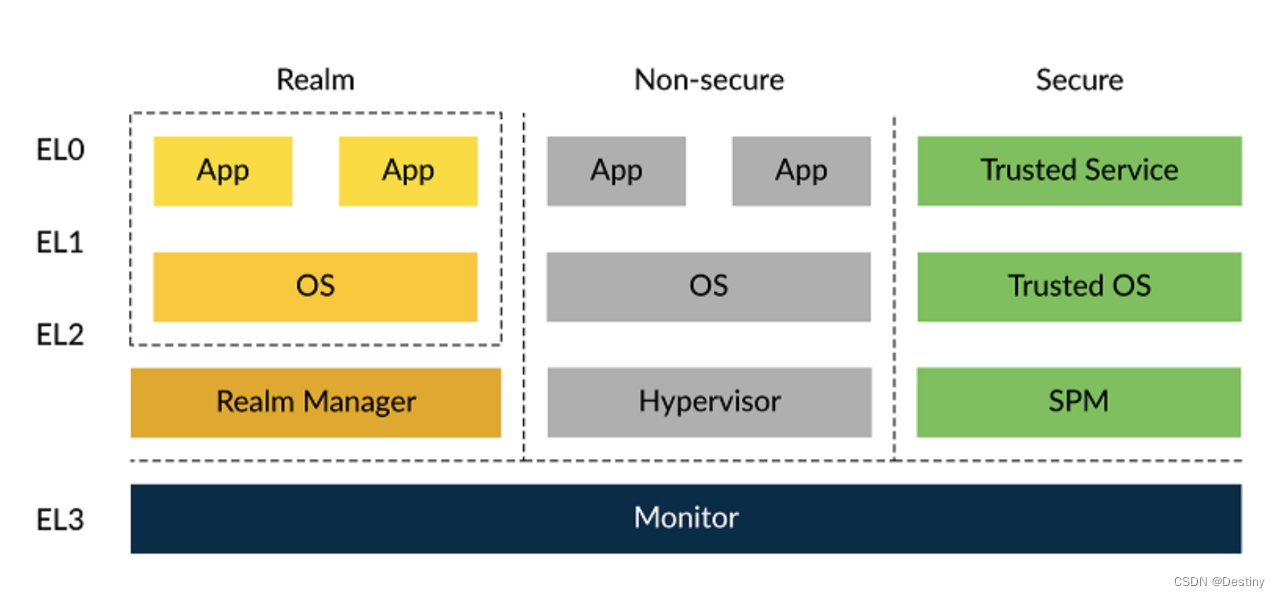 Realm Non-secure Secure
EL0
App App App App Trusted Service
EL1
OS OS Trusted OS
EL2
Realm Manager Hypervisor SPM
EL3 Monitor
CSDN @Destiny